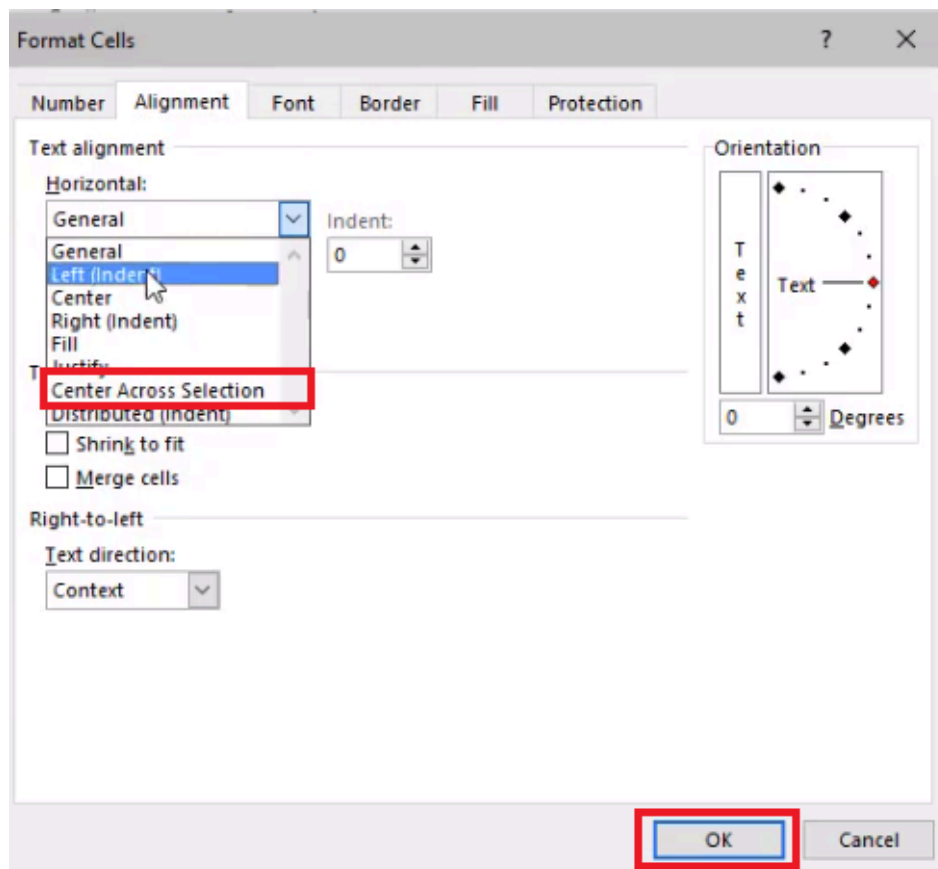 Format Cells ? ×
Number Alignment Font Border Fill Protection
Text alignment
Horizontal:
General
Indent:
0
General
Left (Indent)
Center
Right (Indent)
Fill
Justify
Center Across Selection
Distributed (Indent)
T
Shrink to fit
Merge cells
Right-to-left
Text direction:
Context
Orientation
Text
Text
0 Degrees
OK Cancel